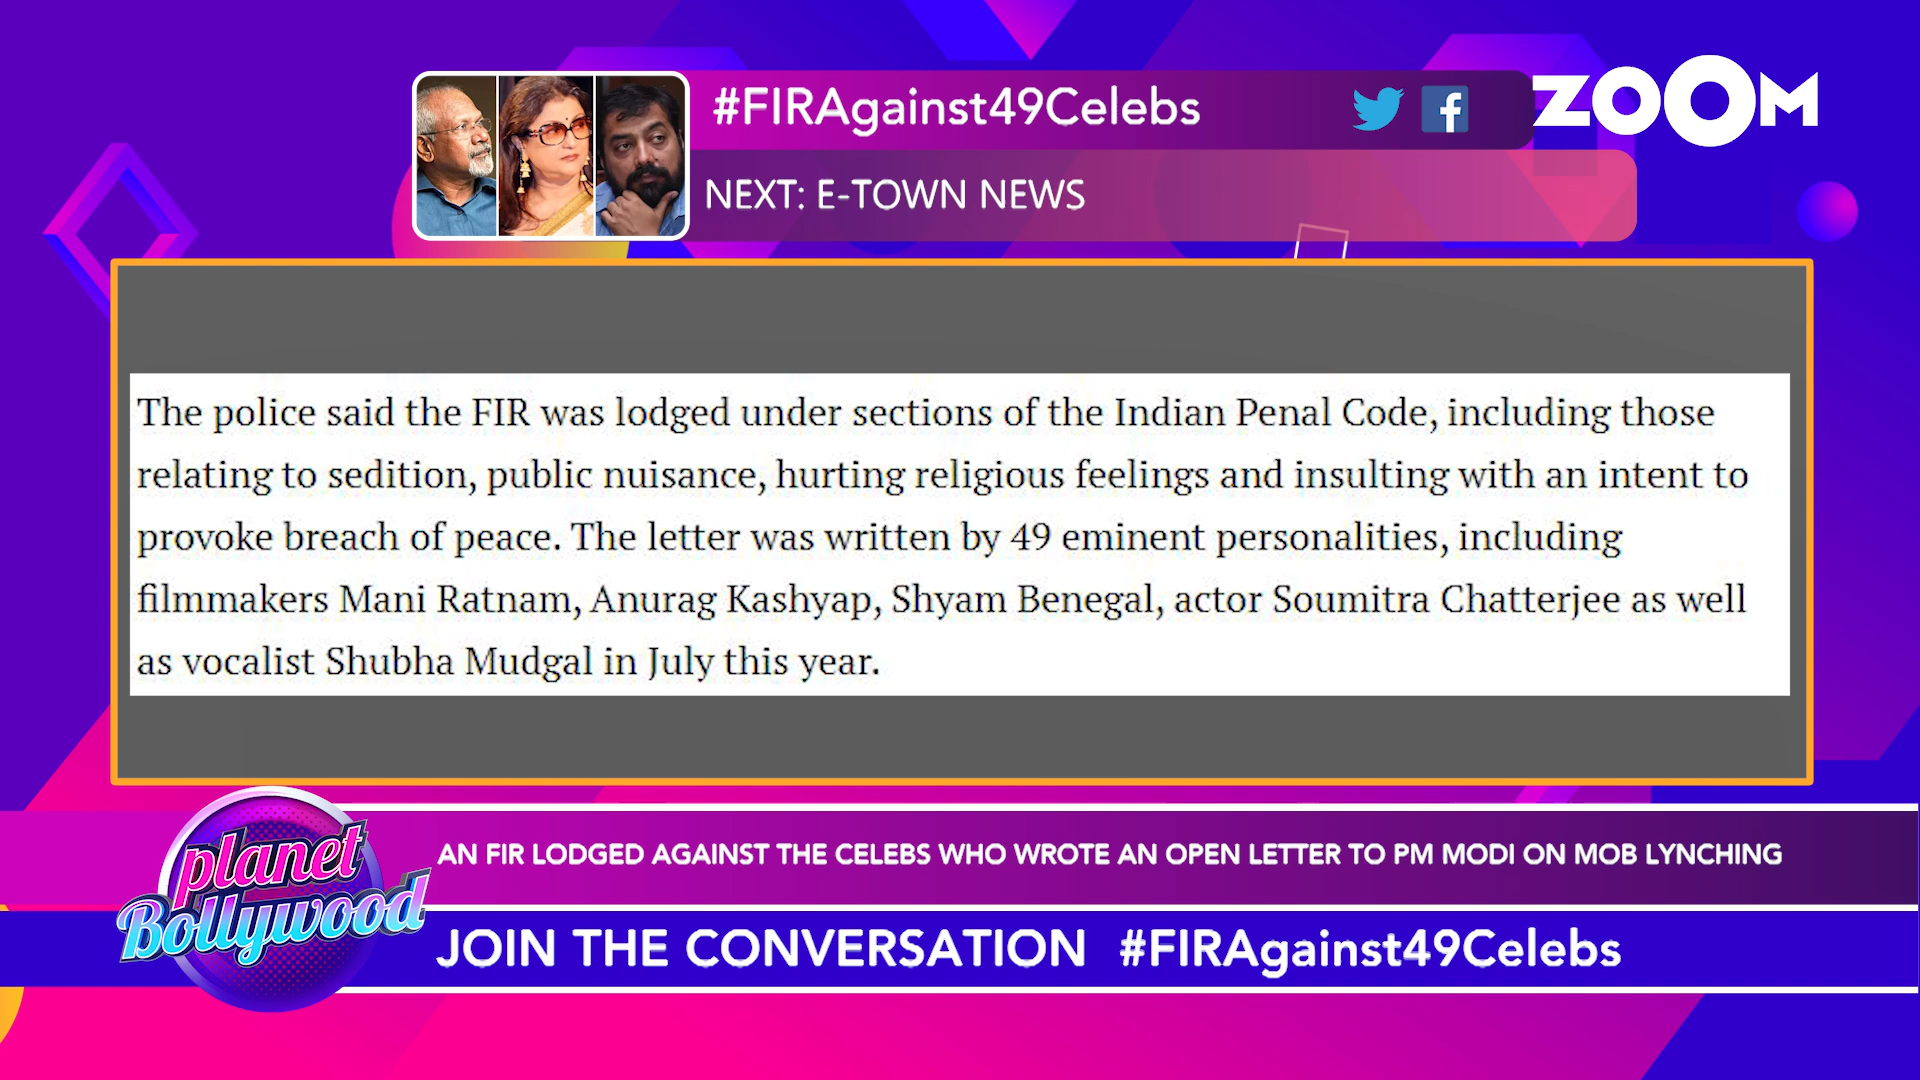 #FIRAgainst49Celebs
ZOOM
NEXT: E-TOWN NEWS
The police said the FIR was lodged under sections of the Indian Penal Code, including those
relating to sedition, public nuisance, hurting religious feelings and insulting with an intent to
provoke breach of peace. The letter was written by 49 eminent personalities, including
filmmakers Mani Ratnam, Anurag Kashyap, Shyam Benegal, actor Soumitra Chatterjee as well
as vocalist Shubha Mudgal in July this year.
planet
Bollywood
AN FIR LODGED AGAINST THE CELEBS WHO WROTE AN OPEN LETTER TO PM MODI ON MOB LYNCHING
JOIN THE CONVERSATION #FIRAgainst49Celebs